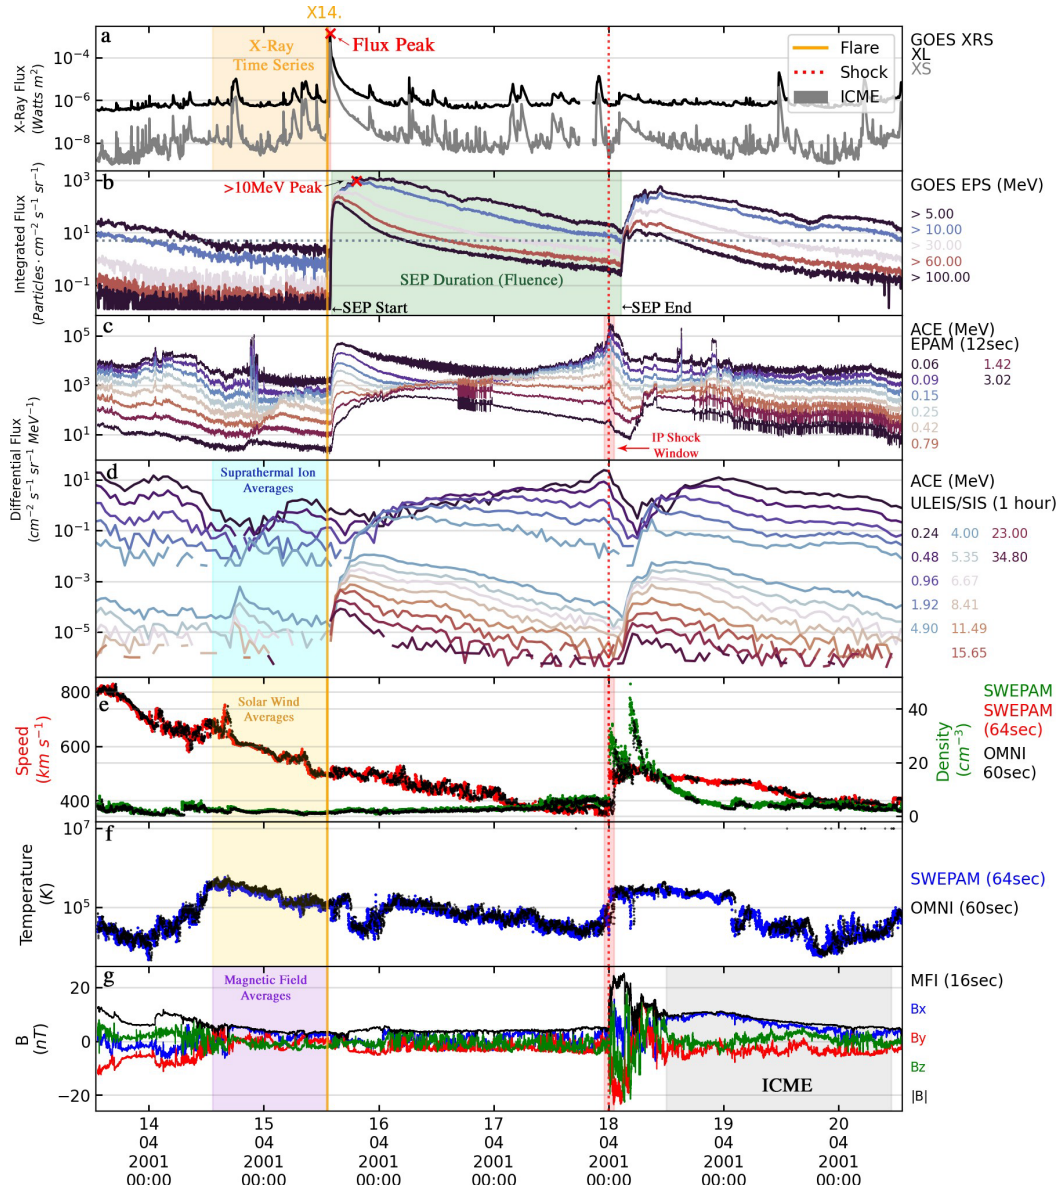 X14.
a
X-Ray
Time Series
Flux Peak
Flare
Shock
ICME
GOES XRS
XL
XS
X-Ray Flux
(Watts m²)
10⁻⁴
10⁻⁶
10⁻⁸
b
>10MeV Peak
SEP Duration (Fluence)
←SEP Start
←SEP End
Integrated Flux
(Particles · cm⁻² s⁻¹ sr⁻¹)
10³
10¹
10⁻¹
GOES EPS (MeV)
> 5.00
> 10.00
> 30.00
> 60.00
> 100.00
c
IP Shock
Window
10⁵
10³
10¹
ACE (MeV)
EPAM (12sec)
0.06 1.42
0.09 3.02
0.15
0.25
0.42
0.79
Differential Flux
(cm⁻² s⁻¹ sr⁻¹ MeV⁻¹)
d
Suprathermal Ion
Averages
10¹
10⁻¹
10⁻³
10⁻⁵
ACE (MeV)
ULEIS/SIS (1 hour)
0.24 4.00 23.00
0.48 5.35 34.80
0.96 6.67
1.92 8.41
4.90 11.49
15.65
e
Solar Wind
Averages
Speed
(km s⁻¹)
800
600
400
Density
(cm⁻³)
40
20
0
SWEPAM
SWEPAM
(64sec)
OMNI
60sec)
f
Temperature
(K)
10⁷
10⁵
SWEPAM (64sec)
OMNI (60sec)
g
Magnetic Field
Averages
ICME
B
(nT)
20
0
−20
MFI (16sec)
Bx
By
Bz
|B|
14 15 16 17 18 19 20
04 04 04 04 04 04 04
2001 2001 2001 2001 2001 2001 2001
00:00 00:00 00:00 00:00 00:00 00:00 00:00